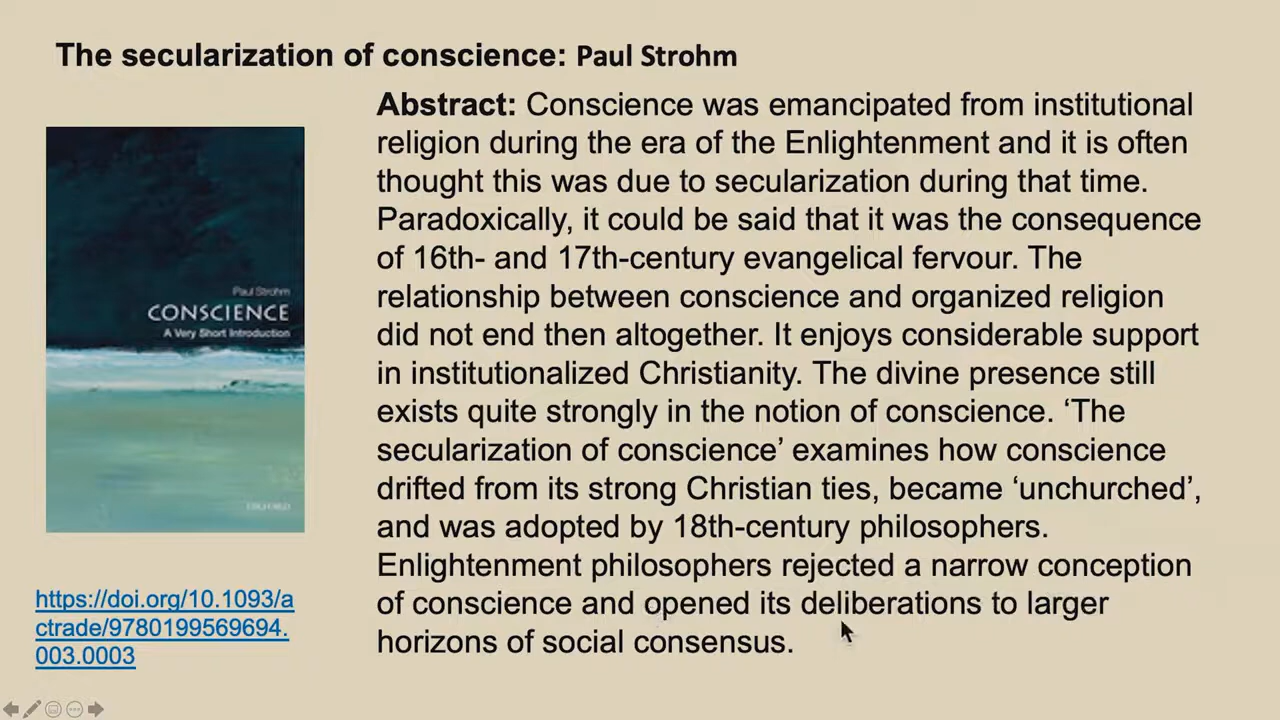 The secularization of conscience: Paul Strohm
Abstract: Conscience was emancipated from institutional
religion during the era of the Enlightenment and it is often
thought this was due to secularization during that time.
Paradoxically, it could be said that it was the consequence
of 16th- and 17th-century evangelical fervour. The
relationship between conscience and organized religion
did not end then altogether. It enjoys considerable support
in institutionalized Christianity. The divine presence still
exists quite strongly in the notion of conscience. ‘The
secularization of conscience’ examines how conscience
drifted from its strong Christian ties, became ‘unchurched’,
and was adopted by 18th-century philosophers.
Enlightenment philosophers rejected a narrow conception
of conscience and opened its deliberations to larger
horizons of social consensus.
Paul Strohm
CONSCIENCE
A Very Short Introduction
OXFORD
https://doi.org/10.1093/a
ctrade/9780199569694.
003.0003